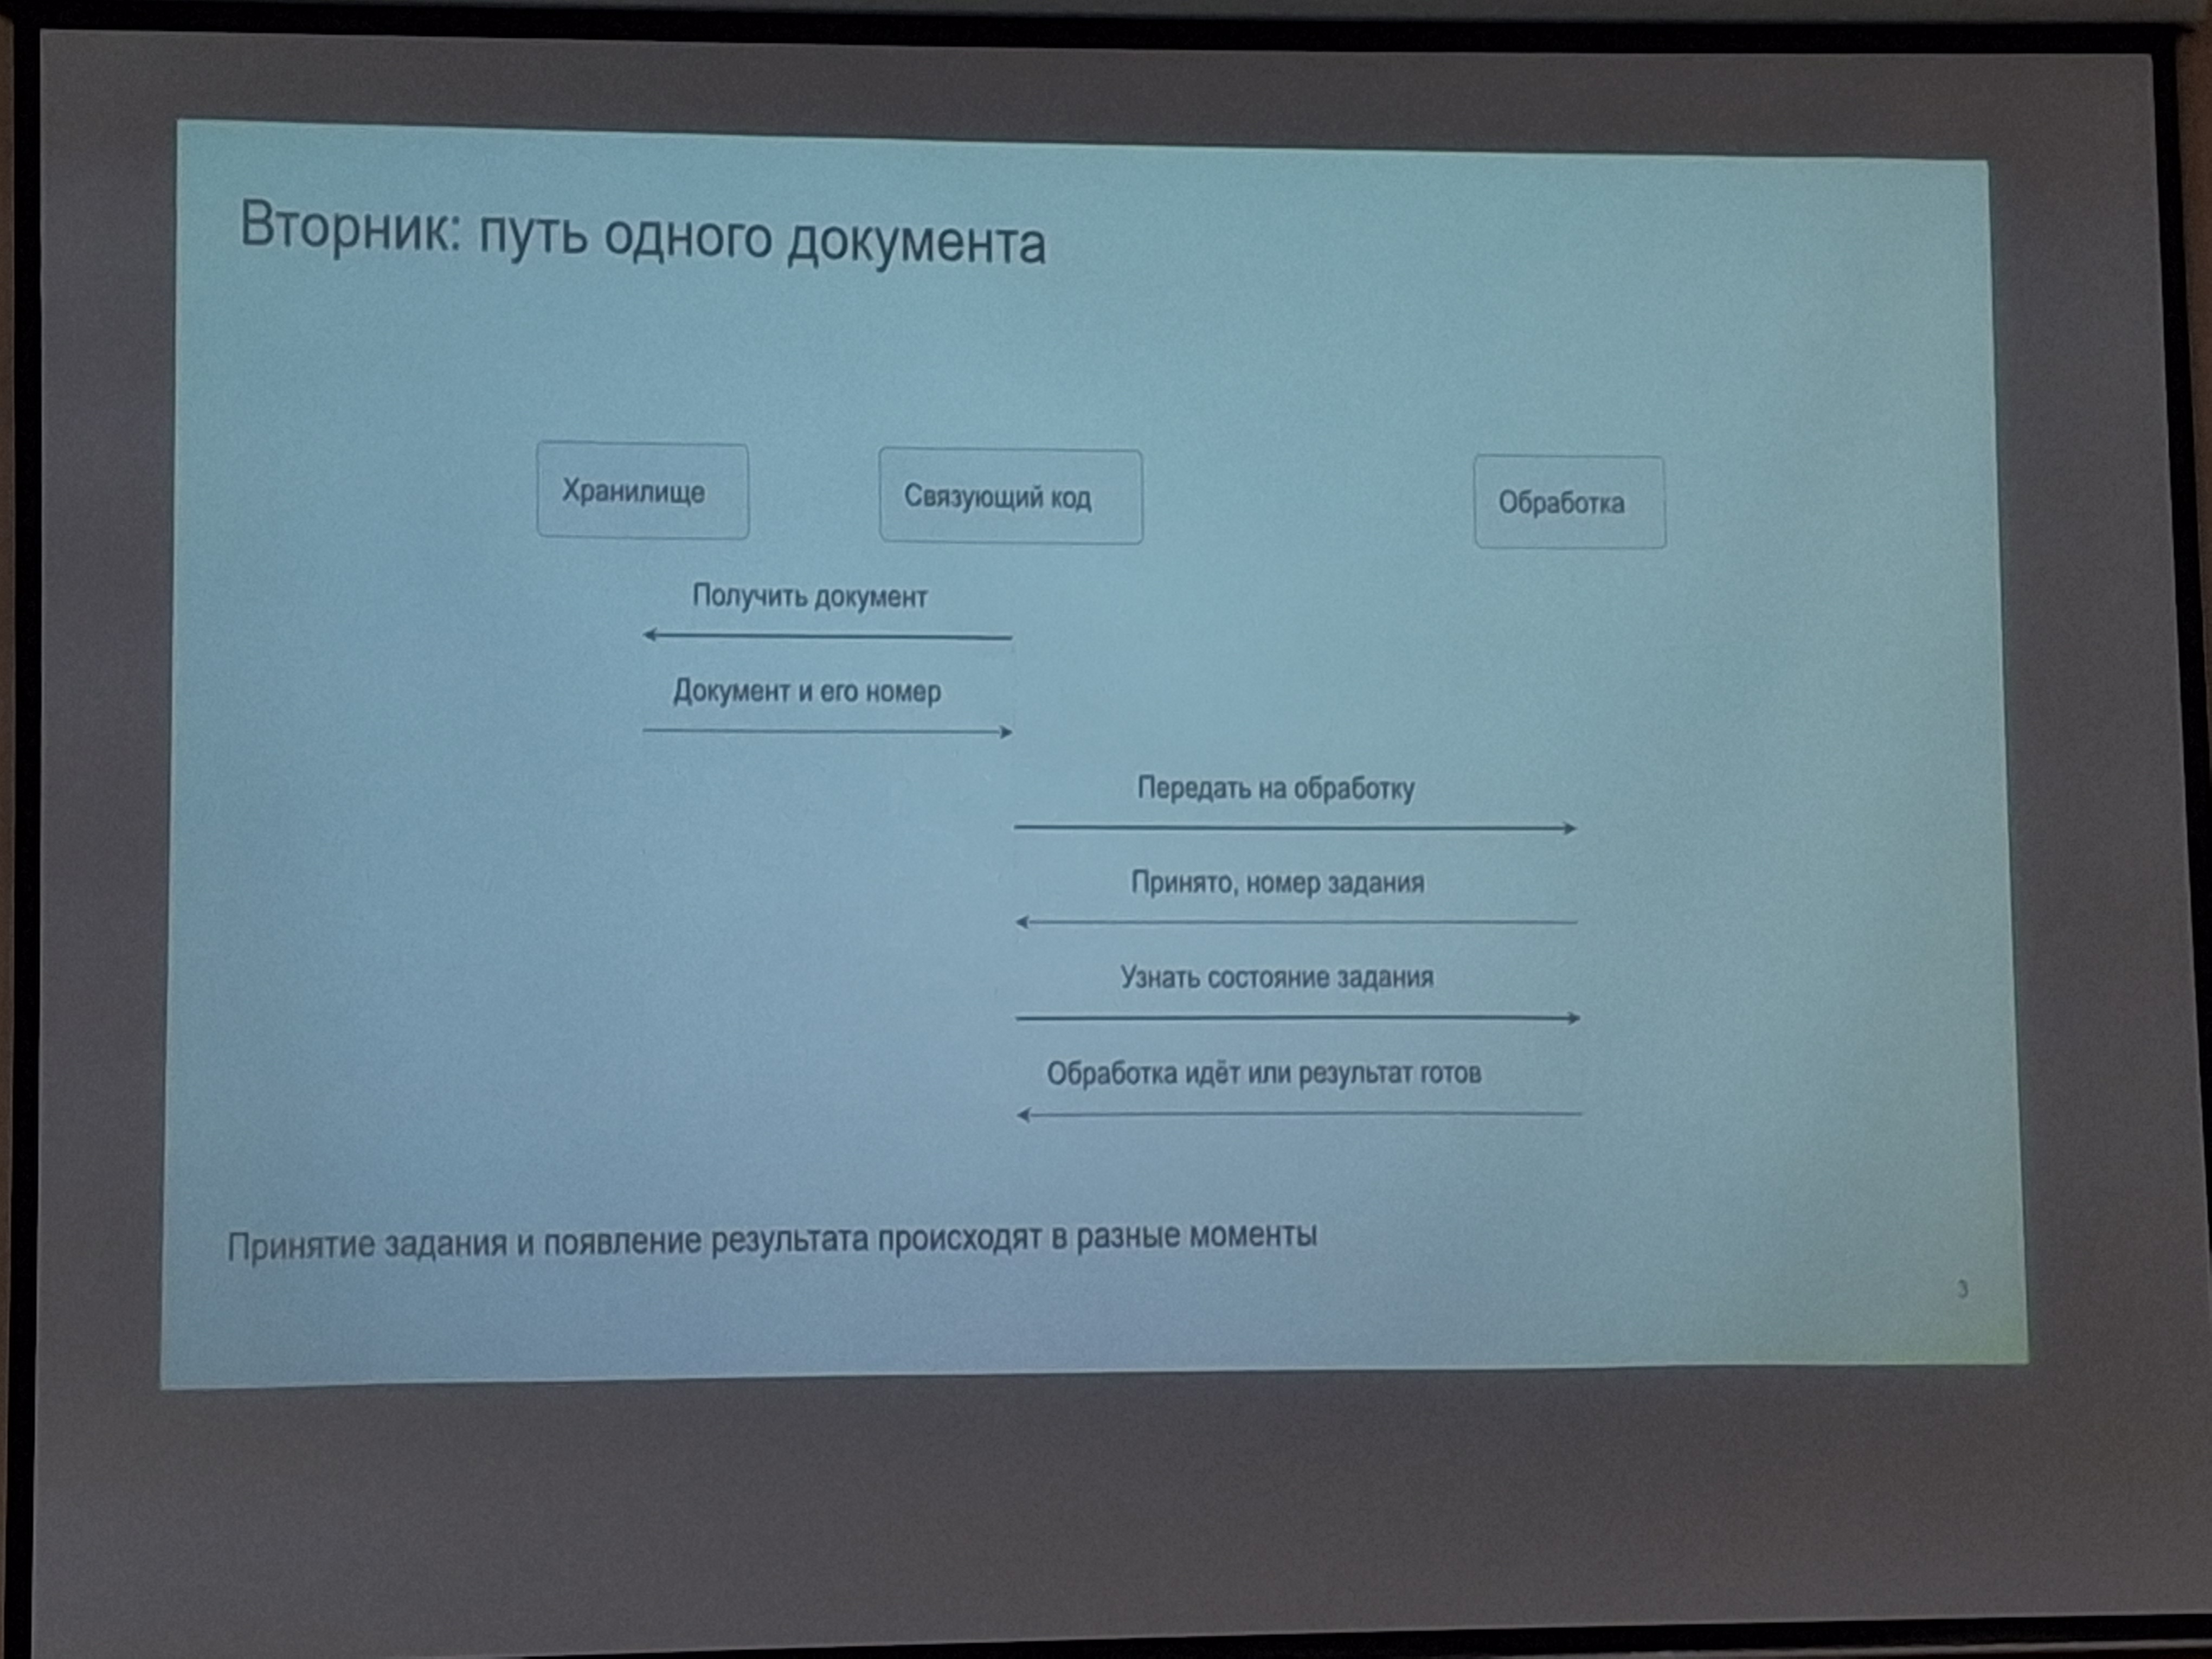 Вторник: путь одного документа
Хранилище
Связующий код
Обработка
Получить документ
Документ и его номер
Передать на обработку
Принято, номер задания
Узнать состояние задания
Обработка идёт или результат готов
Принятие задания и появление результата происходят в разные моменты
3